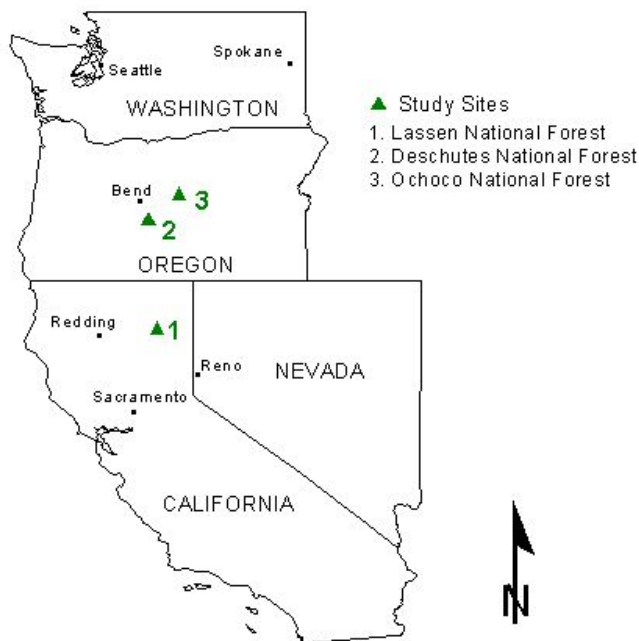 Spokane
Seattle
WASHINGTON
Study Sites
1. Lassen National Forest
2. Deschutes National Forest
3. Ochoco National Forest
Bend
3
2
OREGON
Redding
1
Reno
NEVADA
Sacramento
CALIFORNIA
N